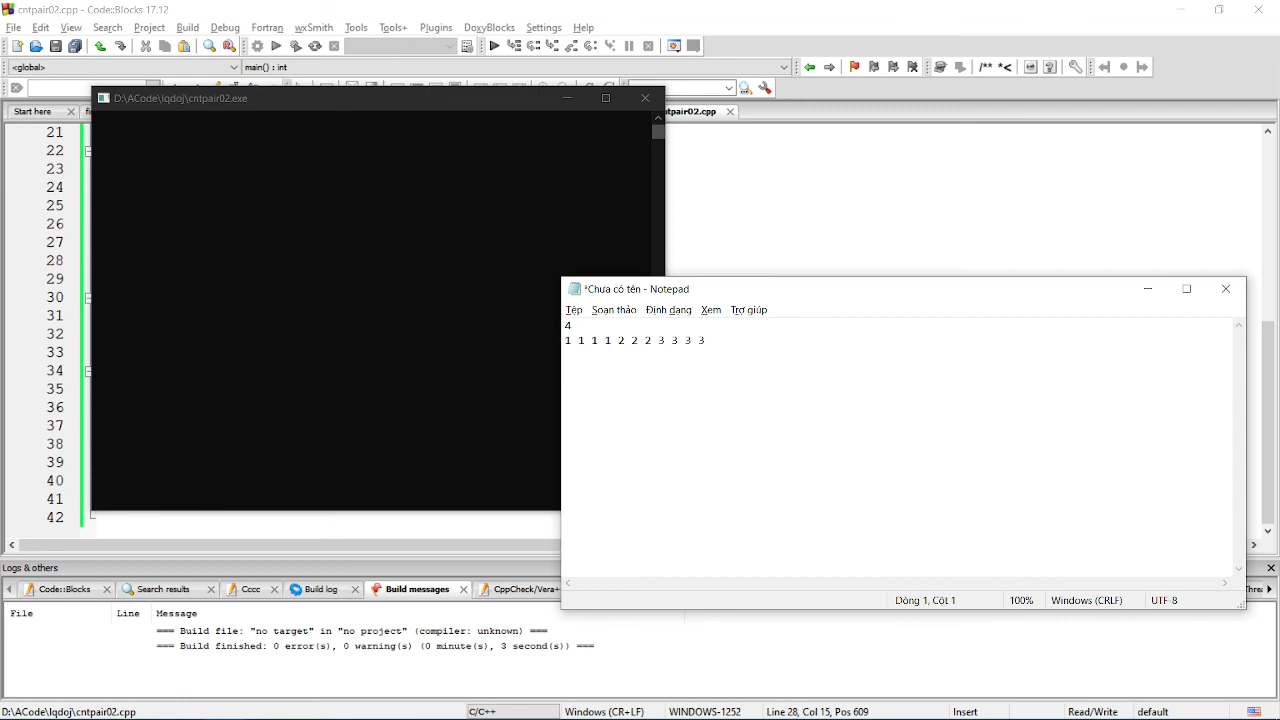 cntpair02.cpp - Code::Blocks 17.12
File Edit View Search Project Build Debug Fortran wxSmith Tools Tools+ Plugins DoxyBlocks Settings Help
<global> main() : int /** *<
D:\ACode\lqdoj\cntpair02.exe
Start here
ntpair02.cpp
21
22
23
24
25
26
27
28
29
30
31
32
33
34
35
36
37
38
39
40
41
42
*Chưa có tên - Notepad
Tệp Soạn thảo Định dạng Xem Trợ giúp
4
1 1 1 1 2 2 2 3 3 3 3
Dòng 1, Cột 1 100% Windows (CRLF) UTF-8
Logs & others
Code::Blocks Search results Cccc Build log Build messages CppCheck/Vera+
File Line Message
=== Build file: "no target" in "no project" (compiler: unknown) ===
=== Build finished: 0 error(s), 0 warning(s) (0 minute(s), 3 second(s)) ===
D:\ACode\lqdoj\cntpair02.cpp C/C++ Windows (CR+LF) WINDOWS-1252 Line 28, Col 15, Pos 609 Insert Read/Write default